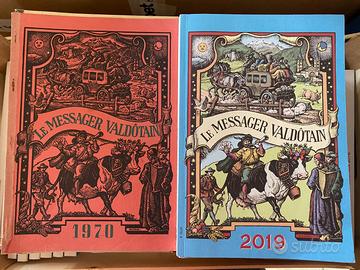 LE MESSAGER VALDÔTAIN
1970
LE MESSAGER VALDÔTAIN
2019
subito